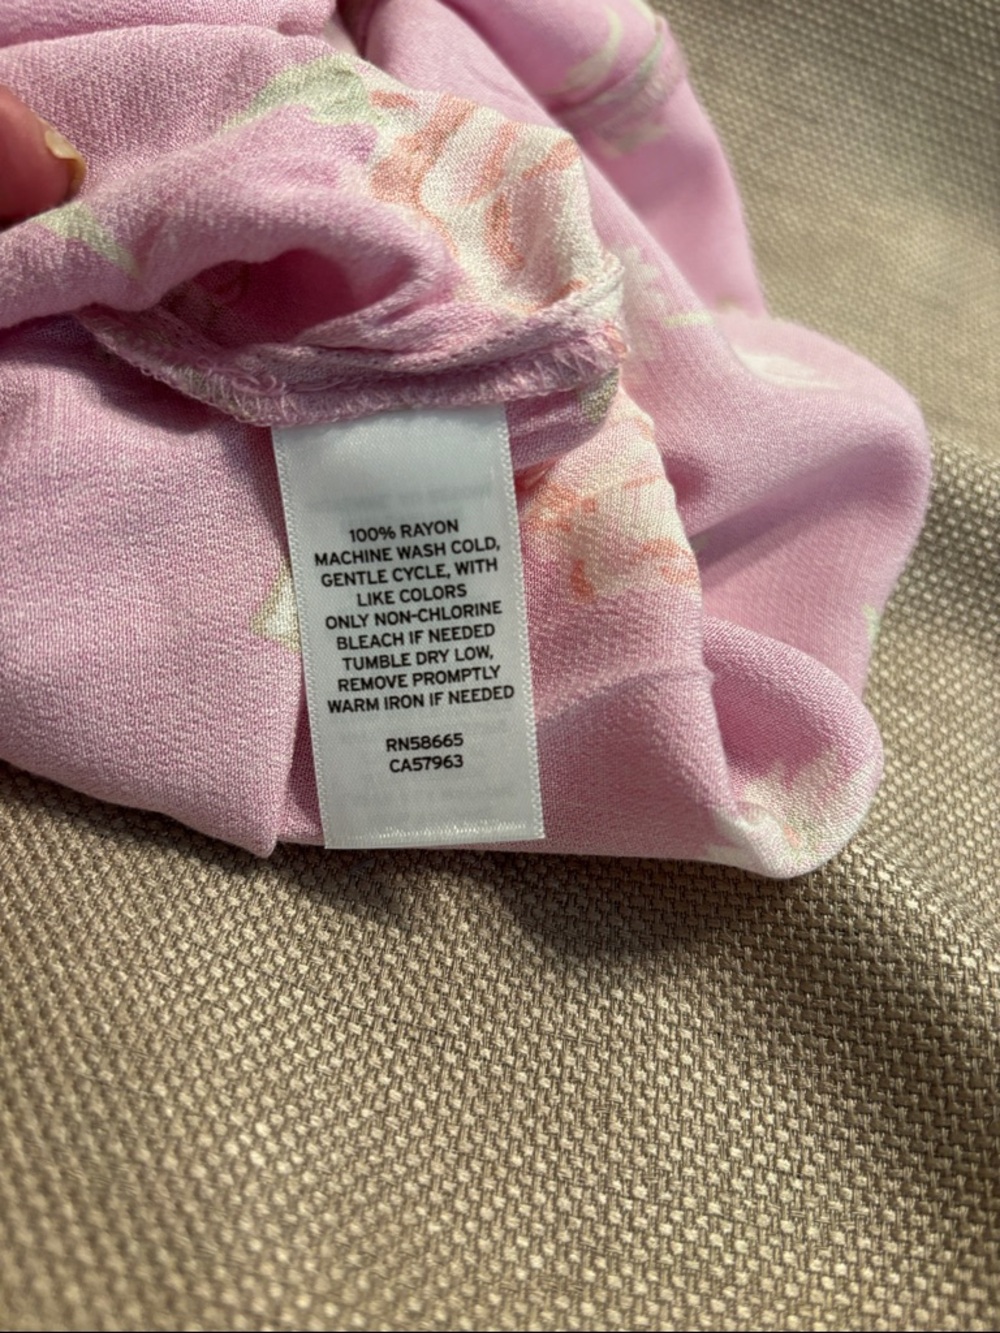 100% RAYON
MACHINE WASH COLD,
GENTLE CYCLE, WITH
LIKE COLORS
ONLY NON-CHLORINE
BLEACH IF NEEDED
TUMBLE DRY LOW,
REMOVE PROMPTLY
WARM IRON IF NEEDED
RN58665
CA57963